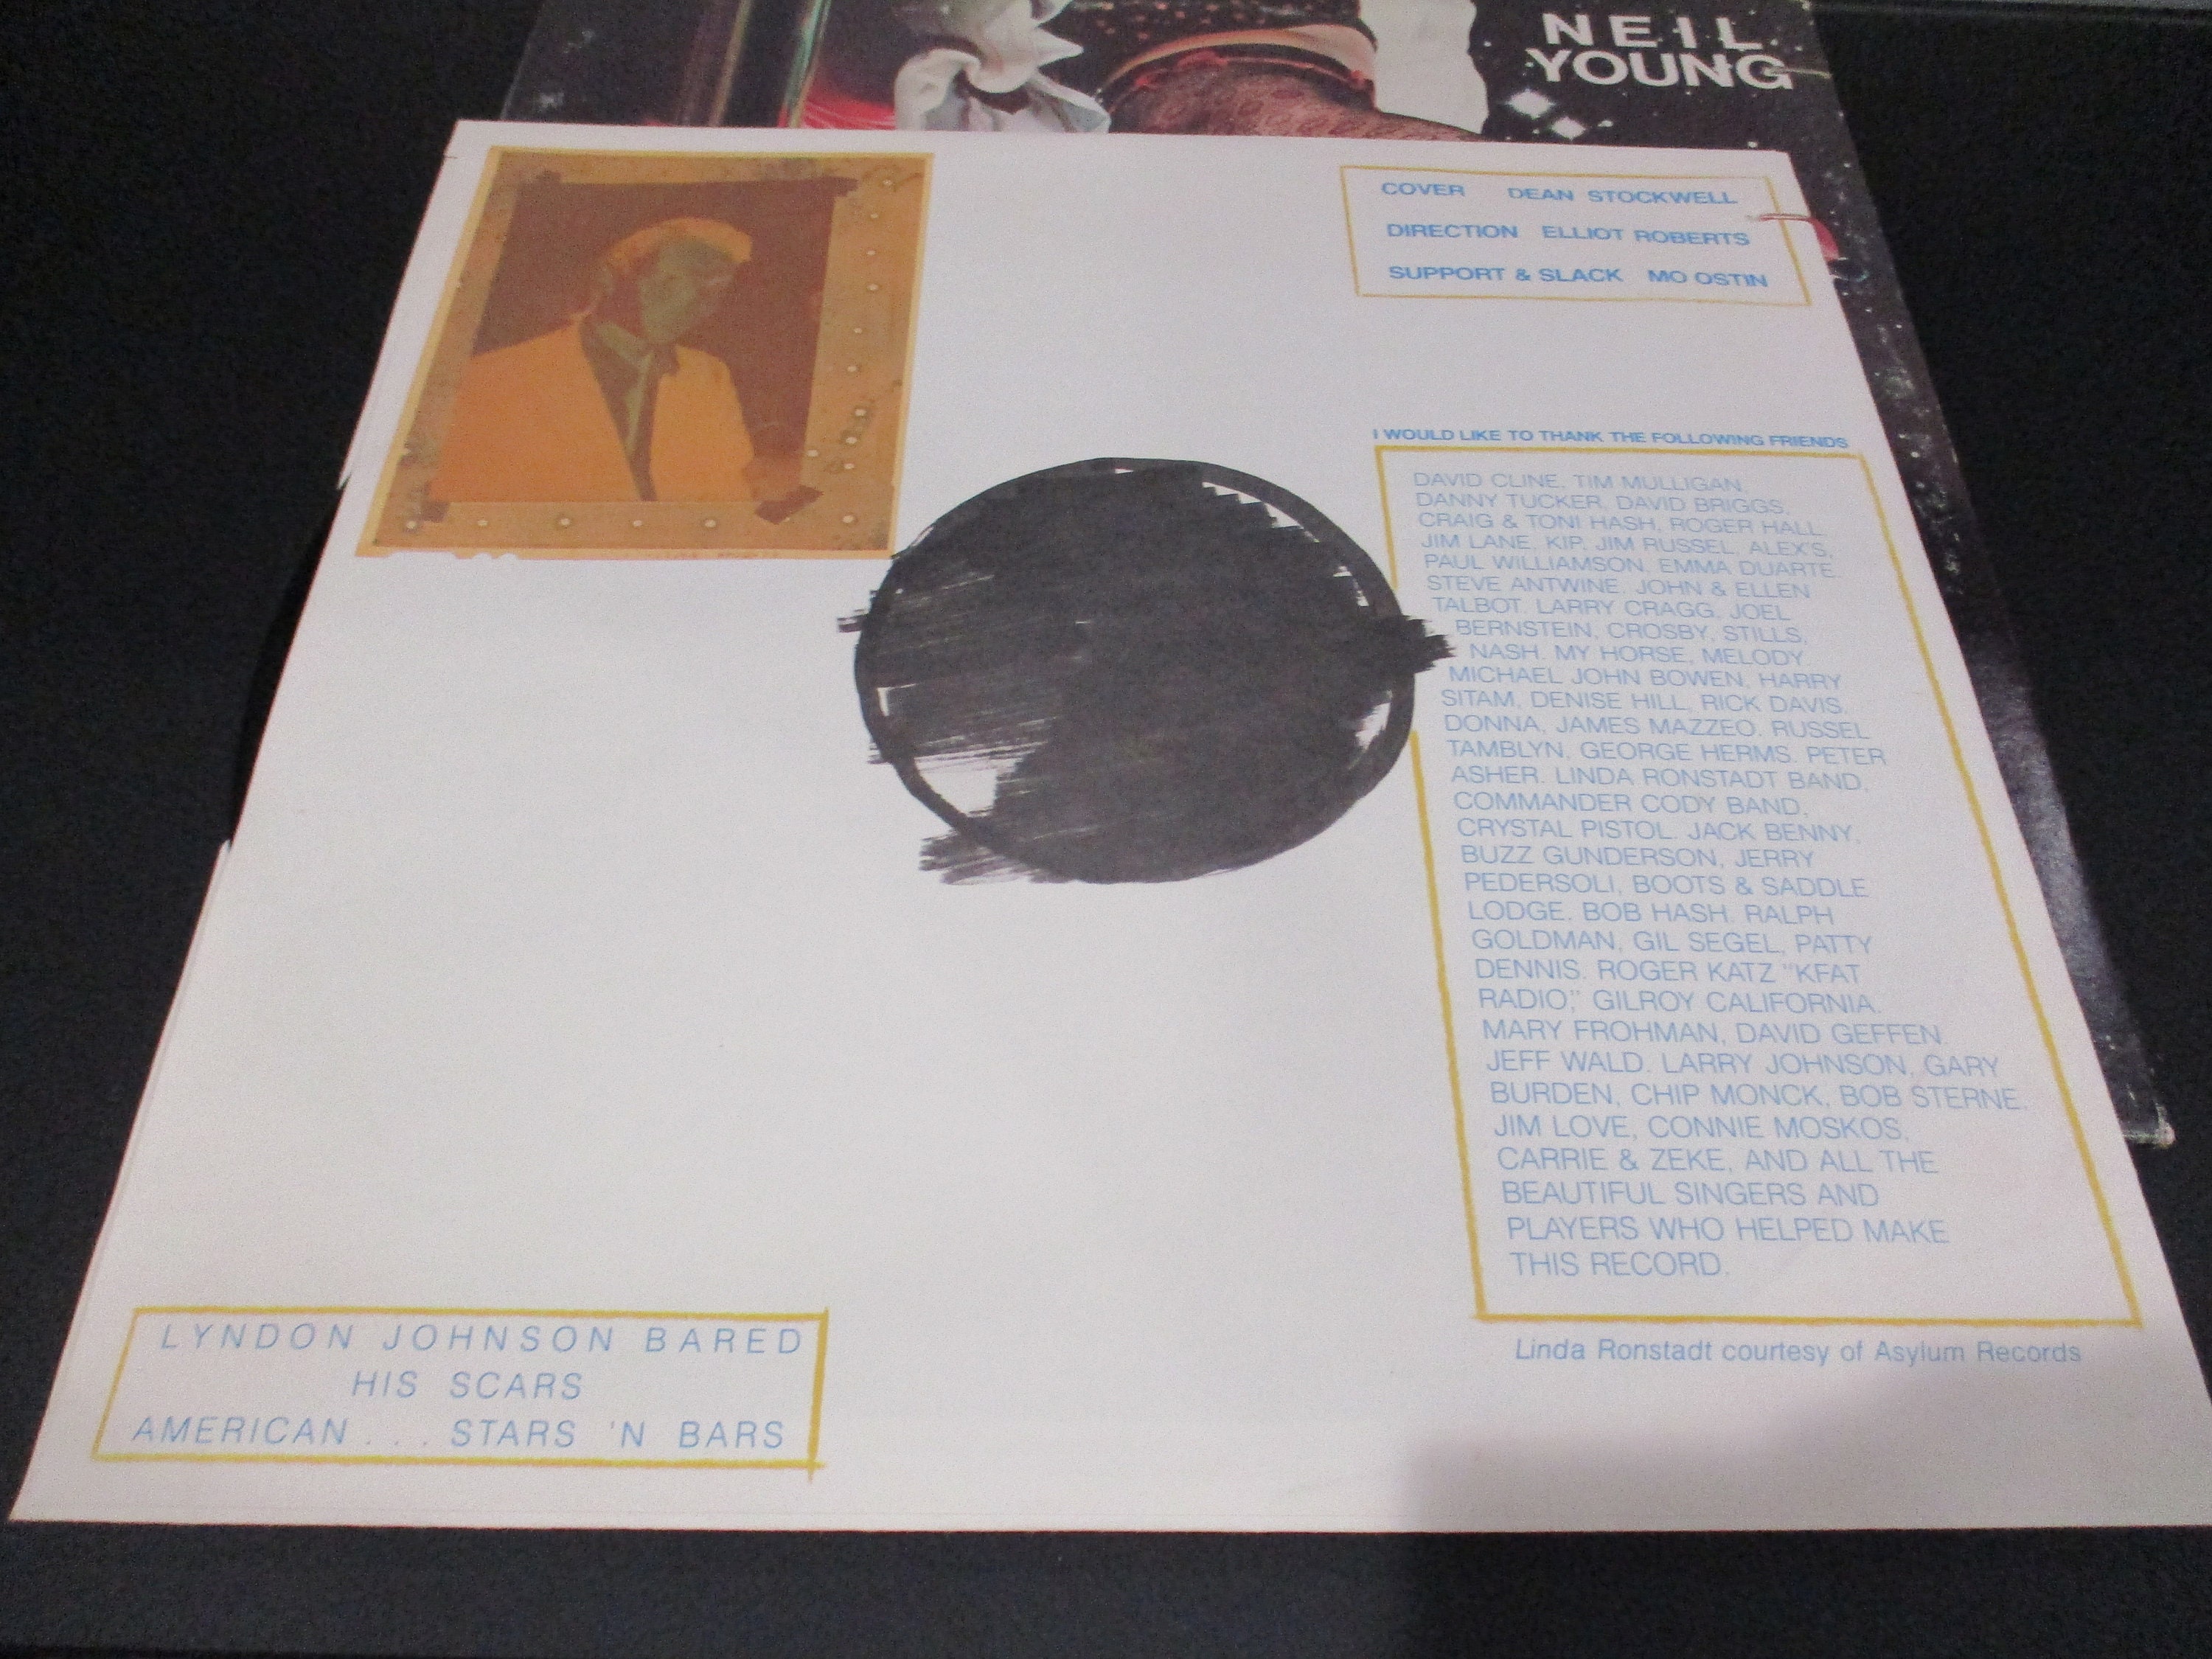 NEIL
YOUNG
COVER DEAN STOCKWELL
DIRECTION ELLIOT ROBERTS
SUPPORT & SLACK MO OSTIN
I WOULD LIKE TO THANK THE FOLLOWING FRIENDS
DAVID CLINE, TIM MULLIGAN,
DANNY TUCKER, DAVID BRIGGS,
CRAIG & TONI HASH, ROGER HALL,
JIM LANE, KIP, JIM RUSSEL, ALEX'S,
PAUL WILLIAMSON, EMMA DUARTE,
STEVE ANTWINE, JOHN & ELLEN
TALBOT, LARRY CRAGG, JOEL
BERNSTEIN, CROSBY, STILLS,
NASH, MY HORSE, MELODY,
MICHAEL JOHN BOWEN, HARRY
SITAM, DENISE HILL, RICK DAVIS,
DONNA, JAMES MAZZEO, RUSSEL
TAMBLYN, GEORGE HERMS, PETER
ASHER, LINDA RONSTADT BAND,
COMMANDER CODY BAND,
CRYSTAL PISTOL, JACK BENNY,
BUZZ GUNDERSON, JERRY
PEDERSOLI, BOOTS & SADDLE
LODGE, BOB HASH, RALPH
GOLDMAN, GIL SEGEL, PATTY
DENNIS, ROGER KATZ "KFAT
RADIO," GILROY CALIFORNIA,
MARY FROHMAN, DAVID GEFFEN,
JEFF WALD, LARRY JOHNSON, GARY
BURDEN, CHIP MONCK, BOB STERNE,
JIM LOVE, CONNIE MOSKOS,
CARRIE & ZEKE, AND ALL THE
BEAUTIFUL SINGERS AND
PLAYERS WHO HELPED MAKE
THIS RECORD.
Linda Ronstadt courtesy of Asylum Records
LYNDON JOHNSON BARED
HIS SCARS
AMERICAN . . . STARS 'N BARS